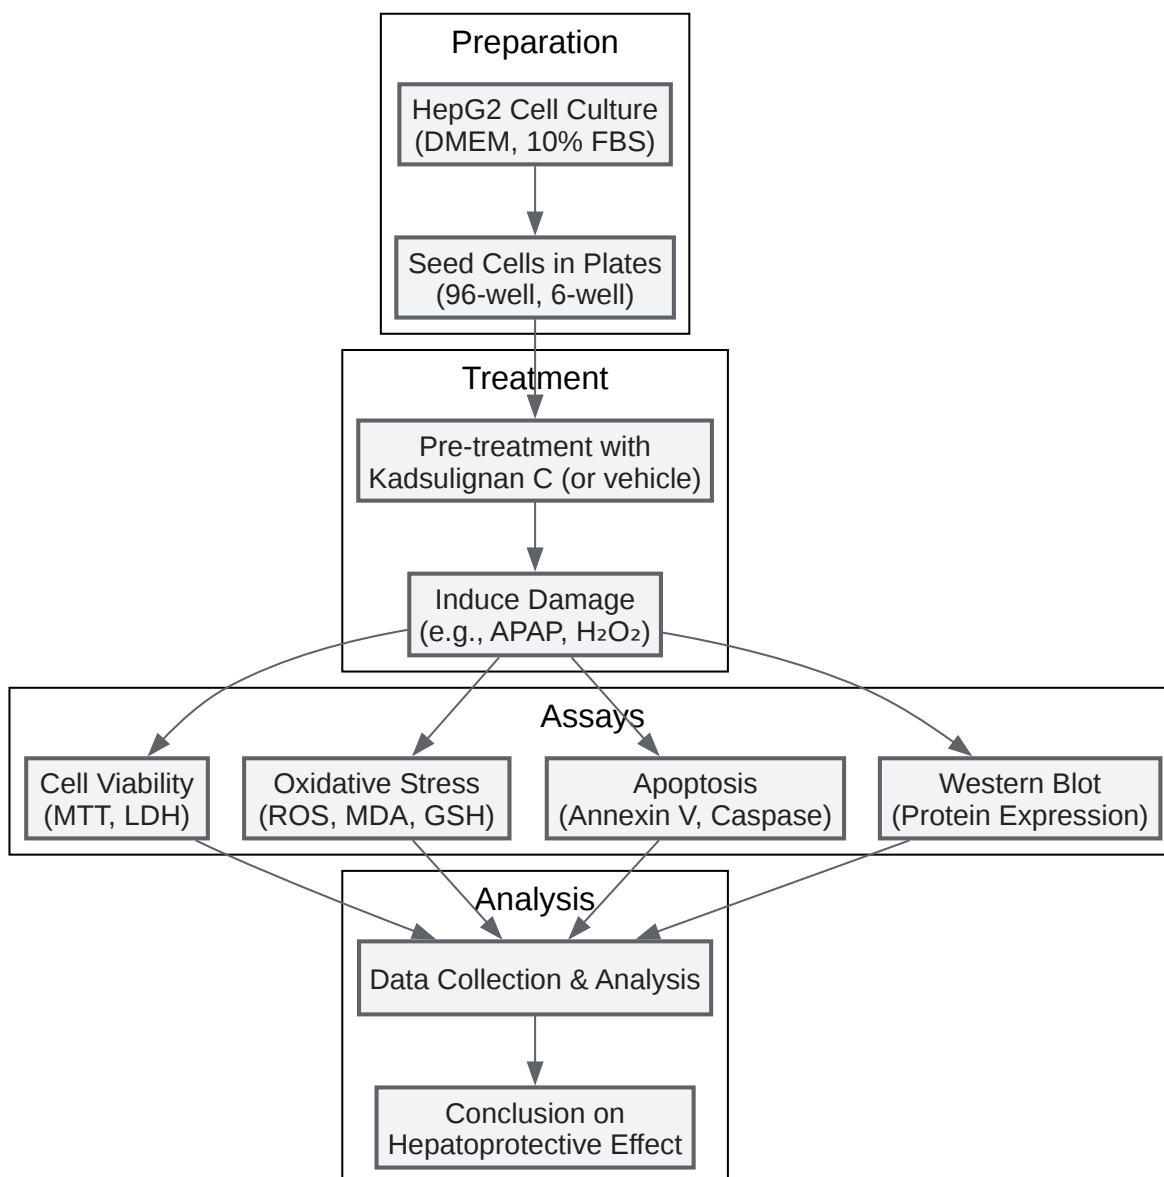 Preparation
HepG2 Cell Culture
(DMEM, 10% FBS)
Seed Cells in Plates
(96-well, 6-well)
Treatment
Pre-treatment with
Kadsulignan C (or vehicle)
Induce Damage
(e.g., APAP, H₂O₂)
Assays
Cell Viability
(MTT, LDH)
Oxidative Stress
(ROS, MDA, GSH)
Apoptosis
(Annexin V, Caspase)
Western Blot
(Protein Expression)
Analysis
Data Collection & Analysis
Conclusion on
Hepatoprotective Effect